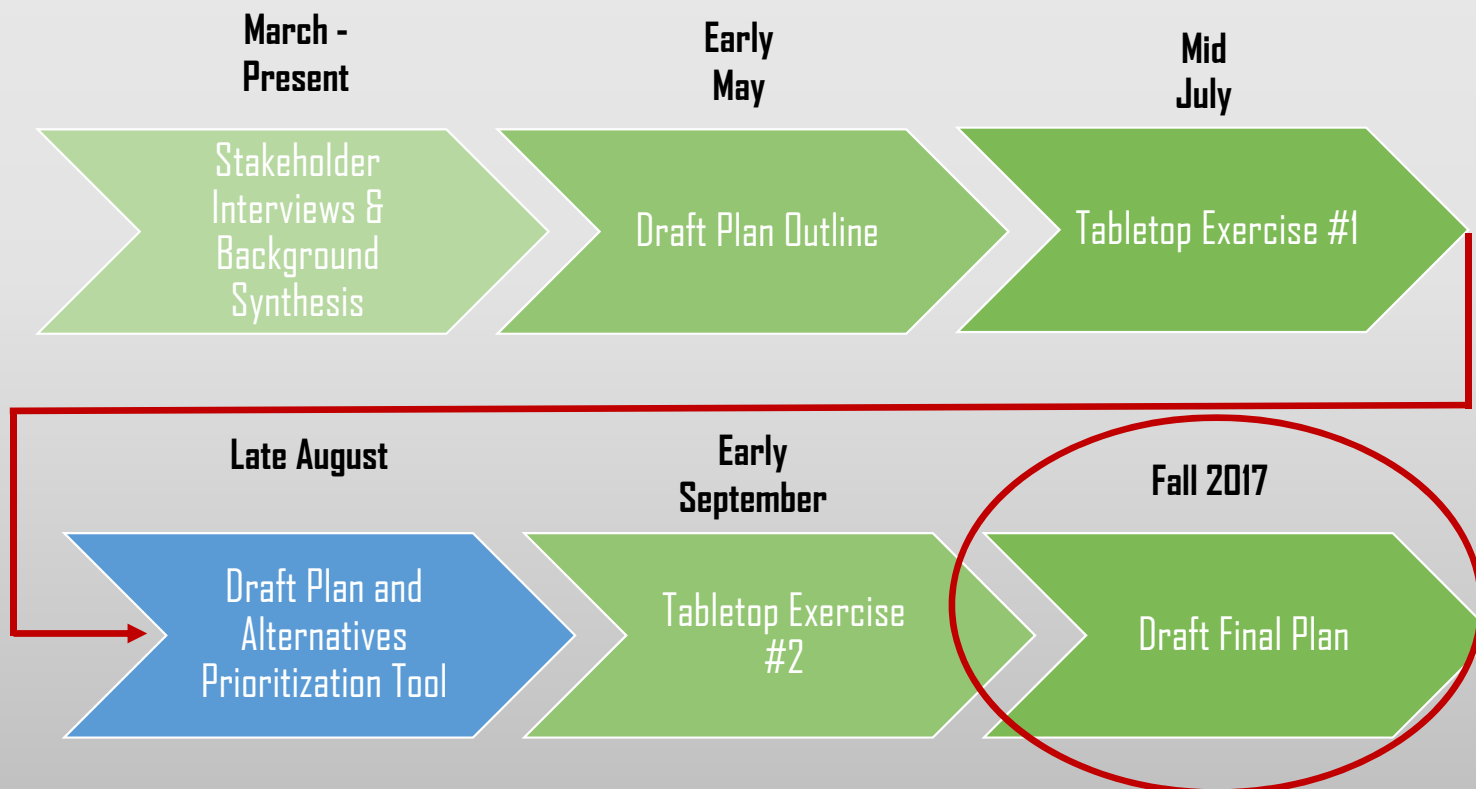 March -
Present
Early
May
Mid
July
Stakeholder
Interviews &
Background
Synthesis
Draft Plan Outline
Tabletop Exercise #1
Late August
Early
September
Fall 2017
Draft Plan and
Alternatives
Prioritization Tool
Tabletop Exercise
#2
Draft Final Plan